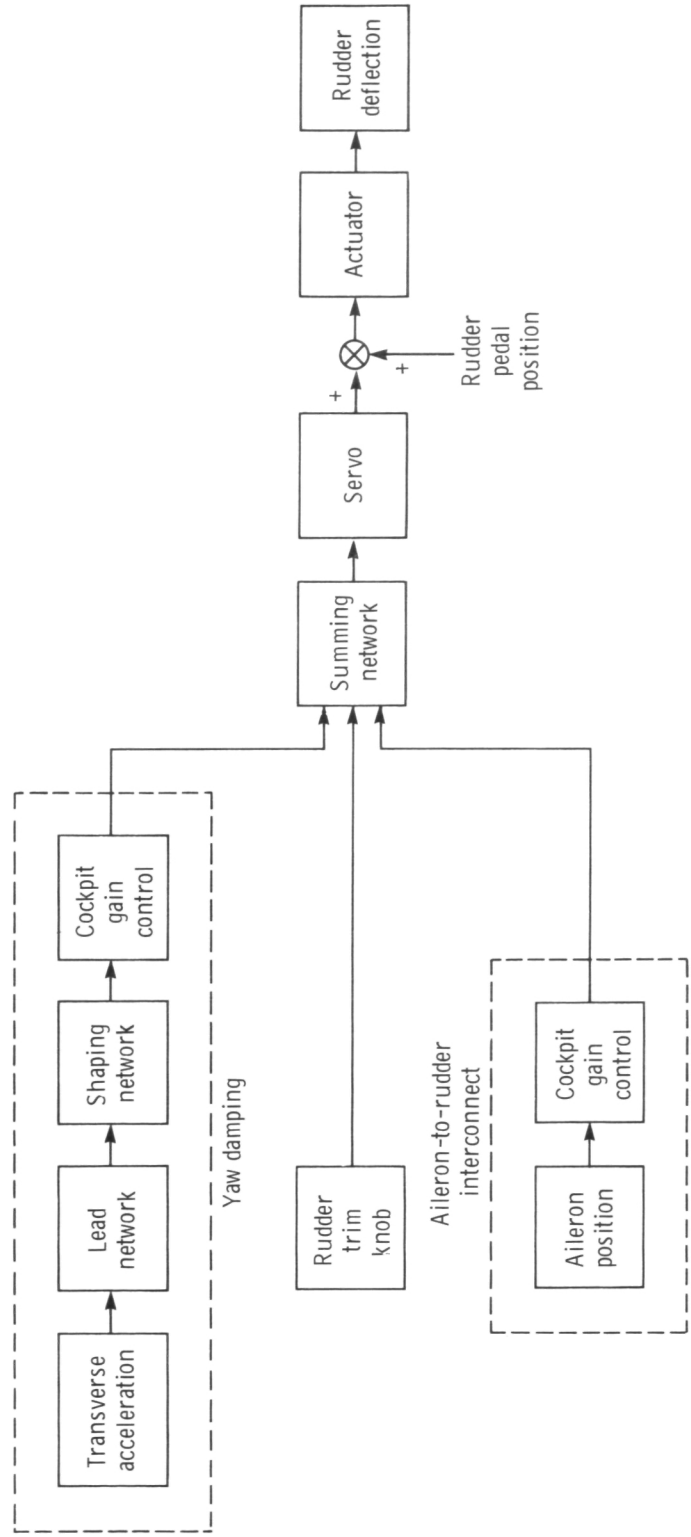 Transverse
acceleration
Lead
network
Shaping
network
Cockpit
gain
control
Yaw damping
Rudder
trim
knob
Aileron-to-rudder
interconnect
Aileron
position
Cockpit
gain
control
Summing
network
Servo
+
+
Rudder
pedal
position
Actuator
Rudder
deflection